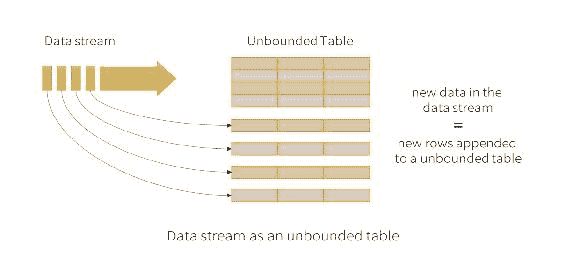 Data stream
Unbounded Table
new data in the
data stream
=
new rows appended
to a unbounded table
Data stream as an unbounded table